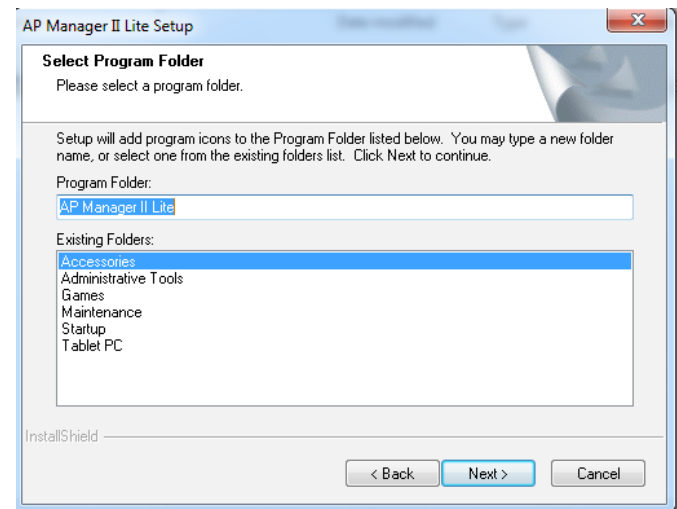 AP Manager II Lite Setup
Date modified Type
Select Program Folder
Please select a program folder.
Setup will add program icons to the Program Folder listed below. You may type a new folder
name, or select one from the existing folders list. Click Next to continue.
Program Folder:
AP Manager II Lite
Existing Folders:
Accessories
Administrative Tools
Games
Maintenance
Startup
Tablet PC
InstallShield
< Back Next > Cancel